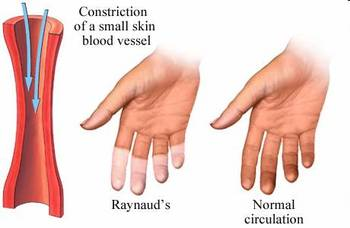 Constriction
of a small skin
blood vessel
Raynaud's
Normal
circulation